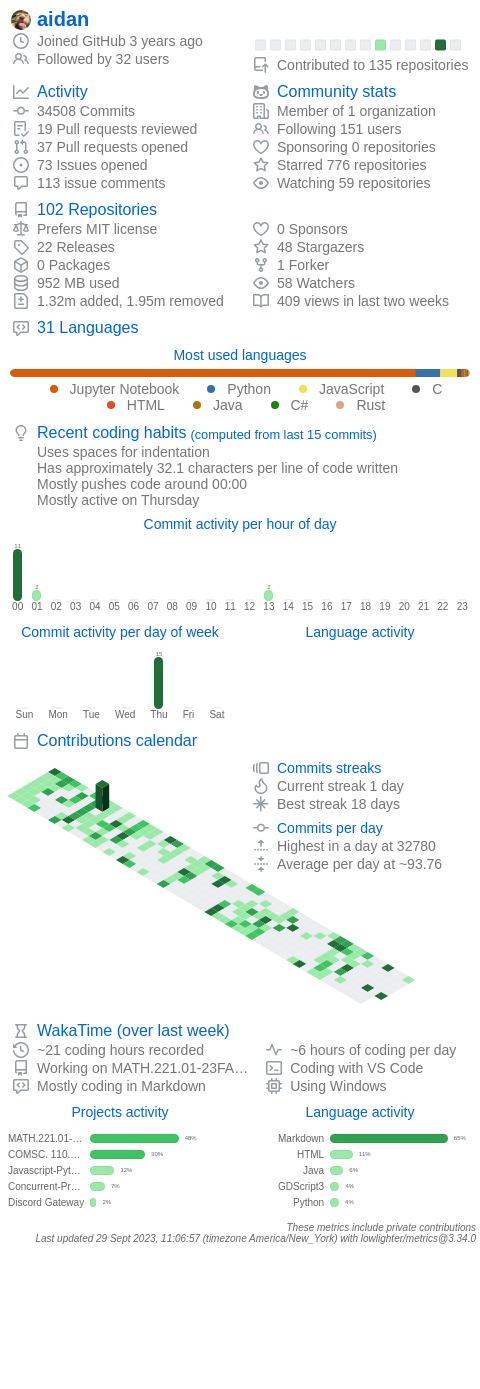 aidan
Joined GitHub 3 years ago
Followed by 32 users
Contributed to 135 repositories
Activity
34508 Commits
19 Pull requests reviewed
37 Pull requests opened
73 Issues opened
113 issue comments
Community stats
Member of 1 organization
Following 151 users
Sponsoring 0 repositories
Starred 776 repositories
Watching 59 repositories
102 Repositories
Prefers MIT license
22 Releases
0 Packages
952 MB used
1.32m added, 1.95m removed
0 Sponsors
48 Stargazers
1 Forker
58 Watchers
409 views in last two weeks
31 Languages
Most used languages
Jupyter Notebook Python JavaScript C
HTML Java C# Rust
Recent coding habits (computed from last 15 commits)
Uses spaces for indentation
Has approximately 32.1 characters per line of code written
Mostly pushes code around 00:00
Mostly active on Thursday
Commit activity per hour of day
11 2 2
00 01 02 03 04 05 06 07 08 09 10 11 12 13 14 15 16 17 18 19 20 21 22 23
Commit activity per day of week
15
Sun Mon Tue Wed Thu Fri Sat
Language activity
Contributions calendar
Commits streaks
Current streak 1 day
Best streak 18 days
Commits per day
Highest in a day at 32780
Average per day at ~93.76
WakaTime (over last week)
~21 coding hours recorded
Working on MATH.221.01-23FA…
Mostly coding in Markdown
~6 hours of coding per day
Coding with VS Code
Using Windows
Projects activity
MATH.221.01-… 48%
COMSC. 110.… 30%
Javascript-Pyt… 12%
Concurrent-Pr… 7%
Discord Gateway 2%
Language activity
Markdown 65%
HTML 11%
Java 6%
GDScript3 4%
Python 4%
These metrics include private contributions
Last updated 29 Sept 2023, 11:06:57 (timezone America/New_York) with lowlighter/metrics@3.34.0